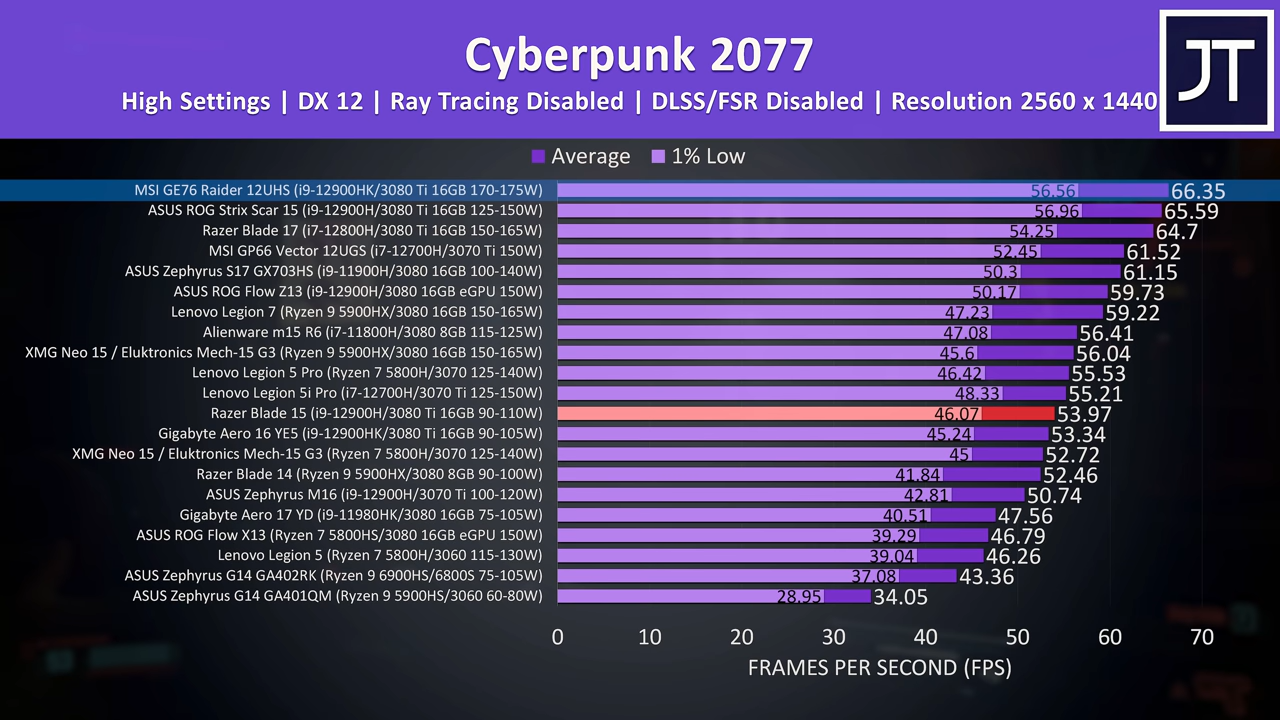 Cyberpunk 2077
JT
High Settings | DX 12 | Ray Tracing Disabled | DLSS/FSR Disabled | Resolution 2560 x 1440
Average 1% Low
MSI GE76 Raider 12UHS (i9-12900HK/3080 Ti 16GB 170-175W) 56.56 66.35
ASUS ROG Strix Scar 15 (i9-12900H/3080 Ti 16GB 125-150W) 56.96 65.59
Razer Blade 17 (i7-12800H/3080 Ti 16GB 150-165W) 54.25 64.7
MSI GP66 Vector 12UGS (i7-12700H/3070 Ti 150W) 52.45 61.52
ASUS Zephyrus S17 GX703HS (i9-11900H/3080 16GB 100-140W) 50.3 61.15
ASUS ROG Flow Z13 (i9-12900H/3080 16GB eGPU 150W) 50.17 59.73
Lenovo Legion 7 (Ryzen 9 5900HX/3080 16GB 150-165W) 47.23 59.22
Alienware m15 R6 (i7-11800H/3080 8GB 115-125W) 47.08 56.41
XMG Neo 15 / Eluktronics Mech-15 G3 (Ryzen 9 5900HX/3080 16GB 150-165W) 45.6 56.04
Lenovo Legion 5 Pro (Ryzen 7 5800H/3070 125-140W) 46.42 55.53
Lenovo Legion 5i Pro (i7-12700H/3070 Ti 125-150W) 48.33 55.21
Razer Blade 15 (i9-12900H/3080 Ti 16GB 90-110W) 46.07 53.97
Gigabyte Aero 16 YE5 (i9-12900HK/3080 Ti 16GB 90-105W) 45.24 53.34
XMG Neo 15 / Eluktronics Mech-15 G3 (Ryzen 7 5800H/3070 125-140W) 45 52.72
Razer Blade 14 (Ryzen 9 5900HX/3080 8GB 90-100W) 41.84 52.46
ASUS Zephyrus M16 (i9-12900H/3070 Ti 100-120W) 42.81 50.74
Gigabyte Aero 17 YD (i9-11980HK/3080 16GB 75-105W) 40.51 47.56
ASUS ROG Flow X13 (Ryzen 7 5800HS/3080 16GB eGPU 150W) 39.29 46.79
Lenovo Legion 5 (Ryzen 7 5800H/3060 115-130W) 39.04 46.26
ASUS Zephyrus G14 GA402RK (Ryzen 9 6900HS/6800S 75-105W) 37.08 43.36
ASUS Zephyrus G14 GA401QM (Ryzen 9 5900HS/3060 60-80W) 28.95 34.05
0 10 20 30 40 50 60 70
FRAMES PER SECOND (FPS)